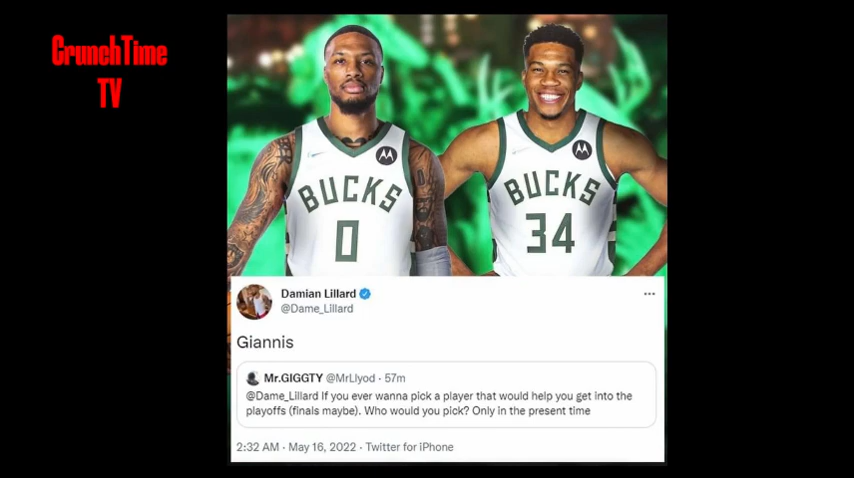 CrunchTime
TV
BUCKS
0
BUCKS
34
Damian Lillard
@Dame_Lillard
Giannis
Mr.GIGGTY @MrLlyod · 57m
@Dame_Lillard If you ever wanna pick a player that would help you get into the
playoffs (finals maybe). Who would you pick? Only in the present time
2:32 AM · May 16, 2022 · Twitter for iPhone